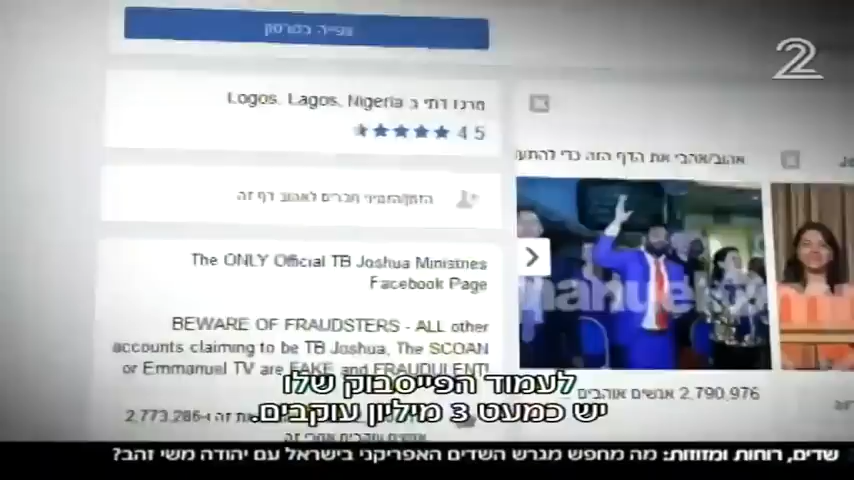 צפייה בסרטון
2
מרכז דתי ב Logos, Lagos, Nigeria
4.5
הזמן/הזמיני חברים לאהוב דף זה
The ONLY Official TB Joshua Ministries
Facebook Page
BEWARE OF FRAUDSTERS - ALL other
accounts claiming to be TB Joshua, The SCOAN
or Emmanuel TV are FAKE and FRAUDULENT!
2,773,286
אהוב/אהבי את הדף הזה כדי להתע
2,790,976 אנשים אוהבים
לעמוד הפייסבוק שלו
יש כמעט 3 מיליון עוקבים.
שדים, רוחות ומזוזות: מה מחפש מגרש השדים האפריקני בישראל עם יהודה משי זהב?